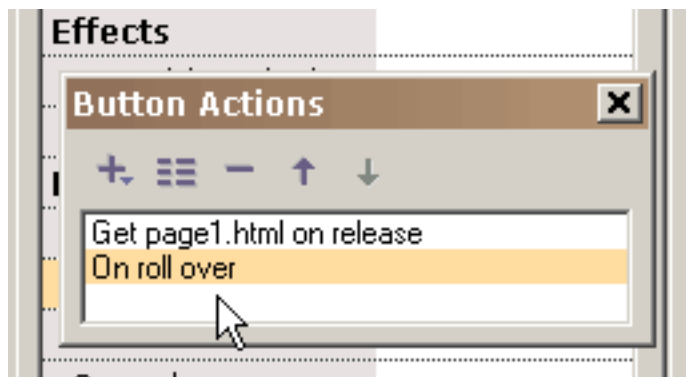 Effects
Button Actions
Get page1.html on release
On roll over